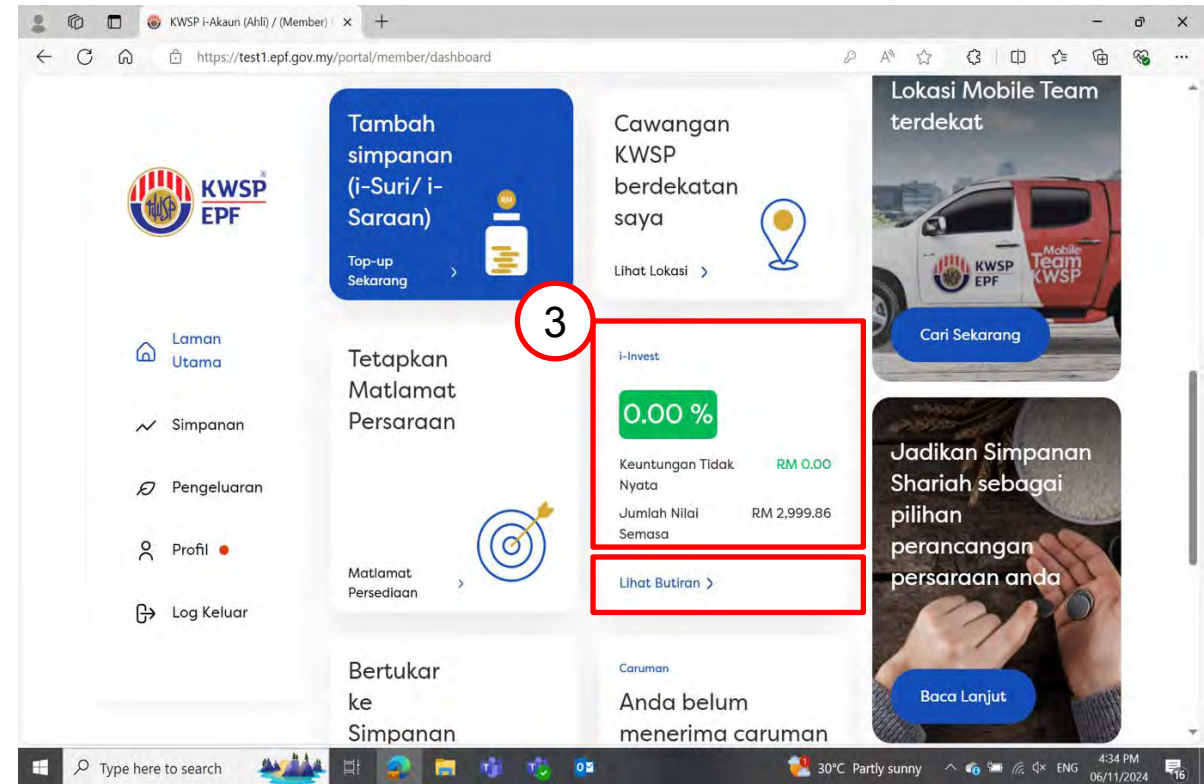 KWSP i-Akaun (Ahli) / (Member)
https://test1.epf.gov.my/portal/member/dashboard
KWSP
EPF
Laman
Utama
Simpanan
Pengeluaran
Profil
Log Keluar
Tambah
simpanan
(i-Suri/ i-
Saraan)
RM
Top-up
Sekarang
Cawangan
KWSP
berdekatan
saya
Lihat Lokasi
Tetapkan
Matlamat
Persaraan
Matlamat
Persediaan
3
i-Invest
0.00 %
Keuntungan Tidak RM 0.00
Nyata
Jumlah Nilai RM 2,999.86
Semasa
Lihat Butiran
Bertukar
ke
Simpanan
Caruman
Anda belum
menerima caruman
Lokasi Mobile Team
terdekat
KWSP
EPF
Mobile
Team
KWSP
Cari Sekarang
Jadikan Simpanan
Shariah sebagai
pilihan
perancangan
persaraan anda
Baca Lanjut
Type here to search
30°C Partly sunny
ENG
4:34 PM
06/11/2024